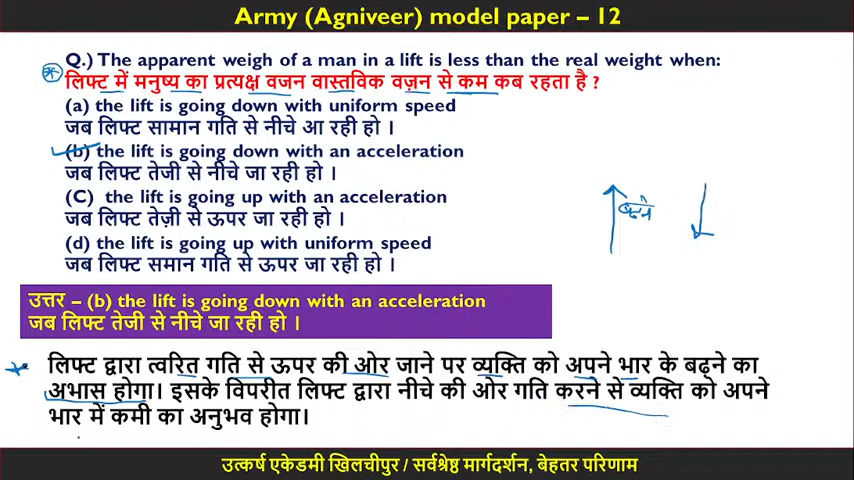 Army (Agniveer) model paper – 12
Q.) The apparent weigh of a man in a lift is less than the real weight when:
लिफ्ट में मनुष्य का प्रत्यक्ष वजन वास्तविक वज़न से कम कब रहता है ?
(a) the lift is going down with uniform speed
जब लिफ्ट सामान गति से नीचे आ रही हो ।
(b) the lift is going down with an acceleration
जब लिफ्ट तेजी से नीचे जा रही हो ।
(C) the lift is going up with an acceleration
जब लिफ्ट तेज़ी से ऊपर जा रही हो ।
(d) the lift is going up with uniform speed
जब लिफ्ट समान गति से ऊपर जा रही हो ।
उत्तर – (b) the lift is going down with an acceleration
जब लिफ्ट तेजी से नीचे जा रही हो ।
लिफ्ट द्वारा त्वरित गति से ऊपर की ओर जाने पर व्यक्ति को अपने भार के बढ़ने का
अभास होगा। इसके विपरीत लिफ्ट द्वारा नीचे की ओर गति करने से व्यक्ति को अपने
भार में कमी का अनुभव होगा।
उत्कर्ष एकेडमी खिलचीपुर / सर्वश्रेष्ठ मार्गदर्शन, बेहतर परिणाम